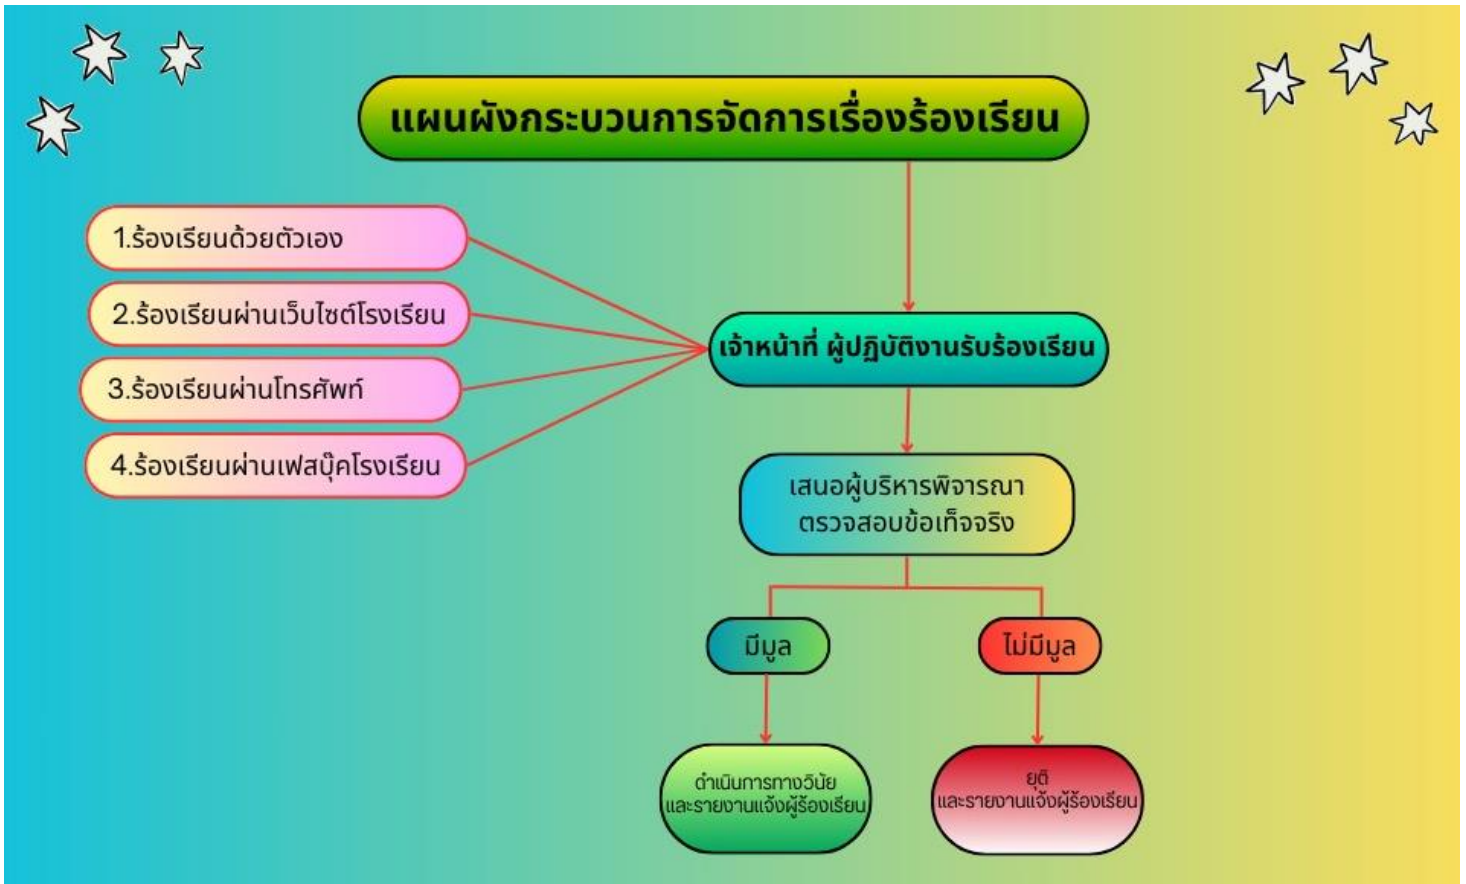 แผนผังกระบวนการจัดการเรื่องร้องเรียน
1.ร้องเรียนด้วยตัวเอง
2.ร้องเรียนผ่านเว็บไซต์โรงเรียน
3.ร้องเรียนผ่านโทรศัพท์
4.ร้องเรียนผ่านเฟสบุ๊คโรงเรียน
เจ้าหน้าที่ ผู้ปฏิบัติงานรับร้องเรียน
เสนอผู้บริหารพิจารณา
ตรวจสอบข้อเท็จจริง
มีมูล
ไม่มีมูล
ดำเนินการทางวินัย
และรายงานแจ้งผู้ร้องเรียน
ยุติ
และรายงานแจ้งผู้ร้องเรียน